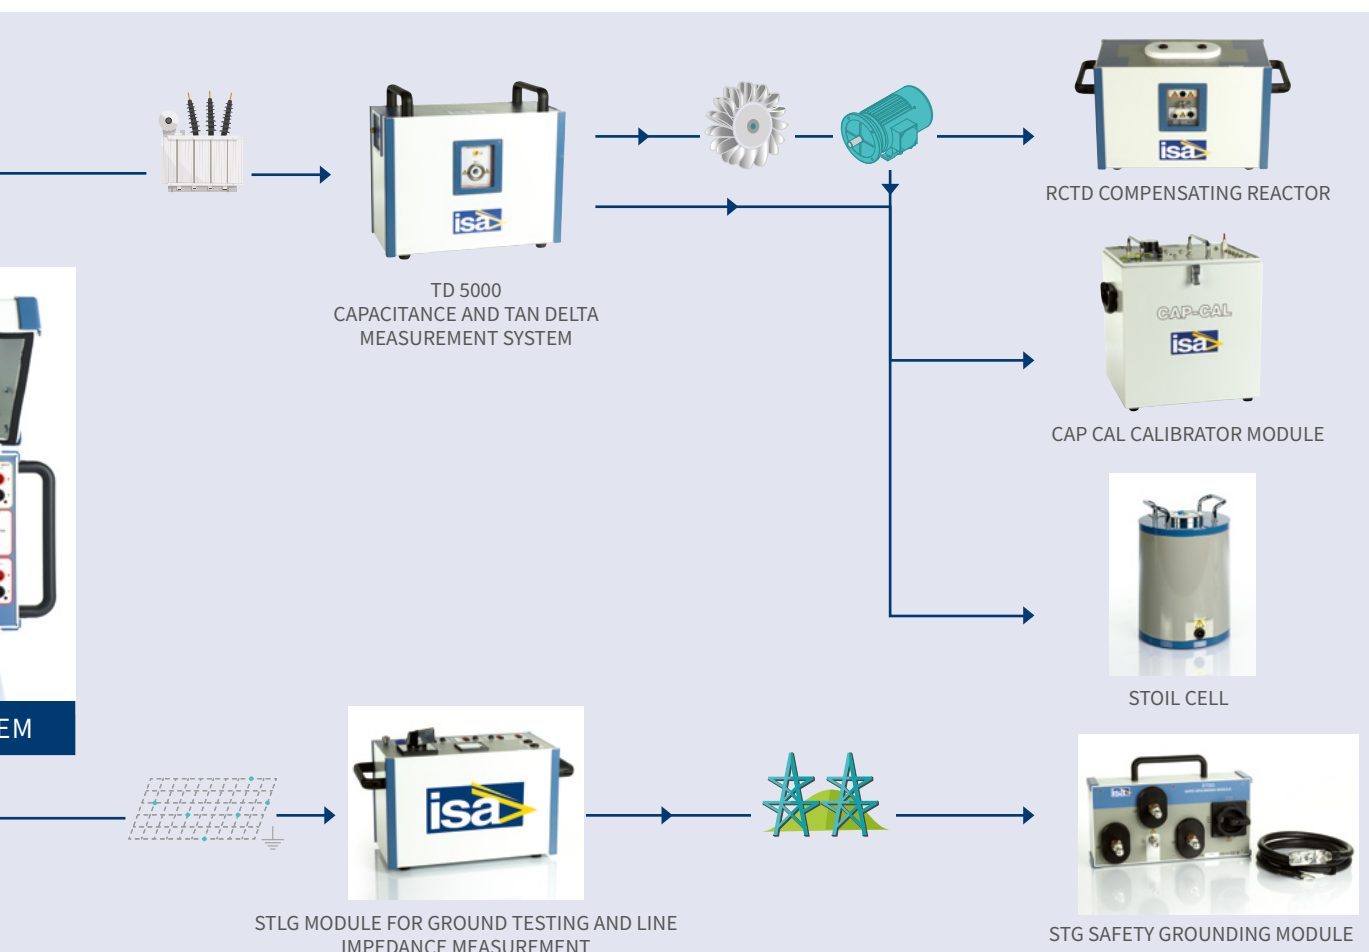 isa
RCTD COMPENSATING REACTOR
isa
TD 5000
CAPACITANCE AND TAN DELTA
MEASUREMENT SYSTEM
CAP-CAL
isa
CAP CAL CALIBRATOR MODULE
STOIL CELL
EM
isa
STLG MODULE FOR GROUND TESTING AND LINE
IMPEDANCE MEASUREMENT
isa
STG SAFETY GROUNDING MODULE